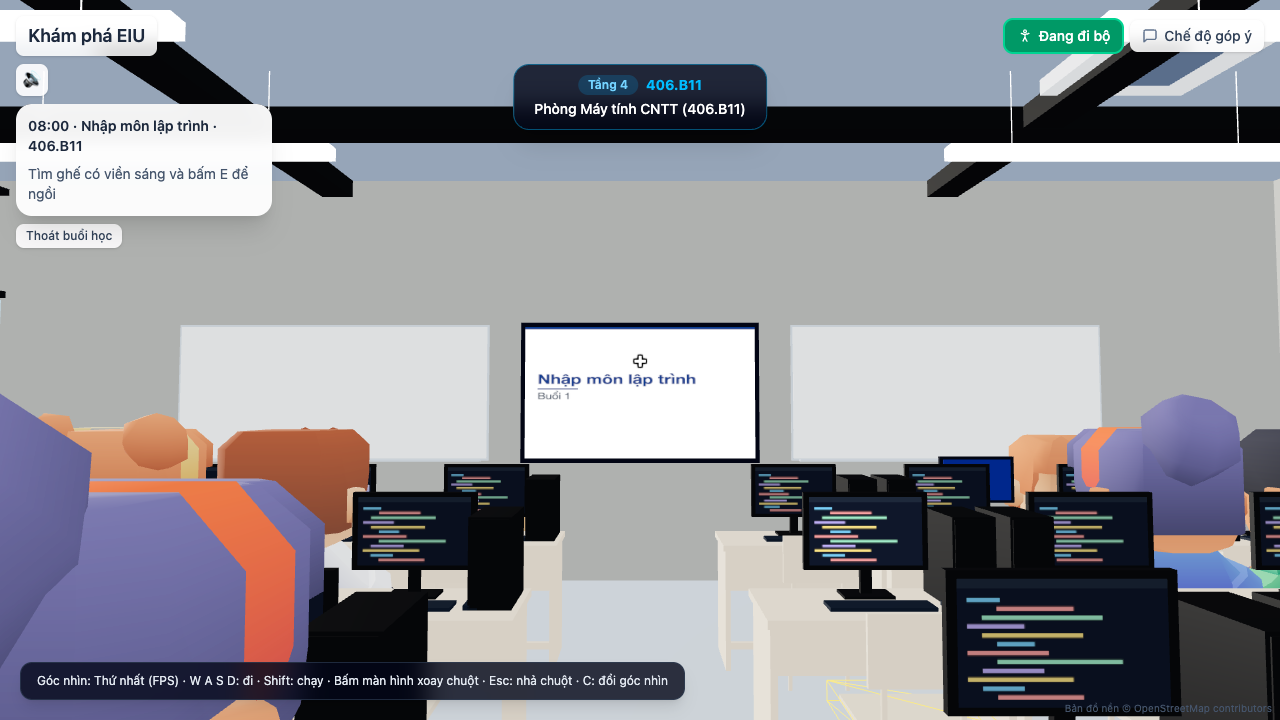 Khám phá EIU
Đang đi bộ
Chế độ góp ý
Tầng 4 406.B11
Phòng Máy tính CNTT (406.B11)
08:00 · Nhập môn lập trình ·
406.B11
Tìm ghế có viền sáng và bấm E để
ngồi
Thoát buổi học
Nhập môn lập trình
Buổi 1
Góc nhìn: Thứ nhất (FPS) · W A S D: đi · Shift: chạy · Bấm màn hình xoay chuột · Esc: nhả chuột · C: đổi góc nhìn
Bản đồ nền © OpenStreetMap contributors